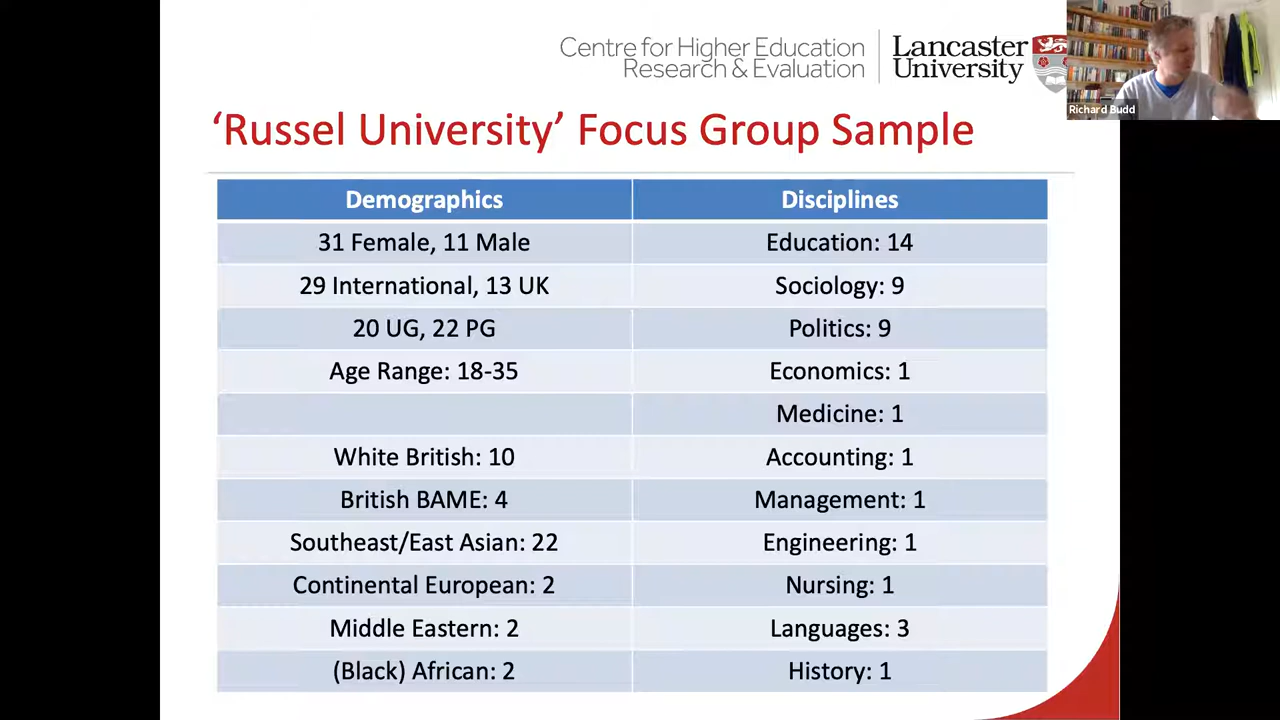 Centre for Higher Education
Research & Evaluation
Lancaster
University
Richard Budd
‘Russel University’ Focus Group Sample
Demographics Disciplines
31 Female, 11 Male Education: 14
29 International, 13 UK Sociology: 9
20 UG, 22 PG Politics: 9
Age Range: 18-35 Economics: 1
Medicine: 1
White British: 10 Accounting: 1
British BAME: 4 Management: 1
Southeast/East Asian: 22 Engineering: 1
Continental European: 2 Nursing: 1
Middle Eastern: 2 Languages: 3
(Black) African: 2 History: 1